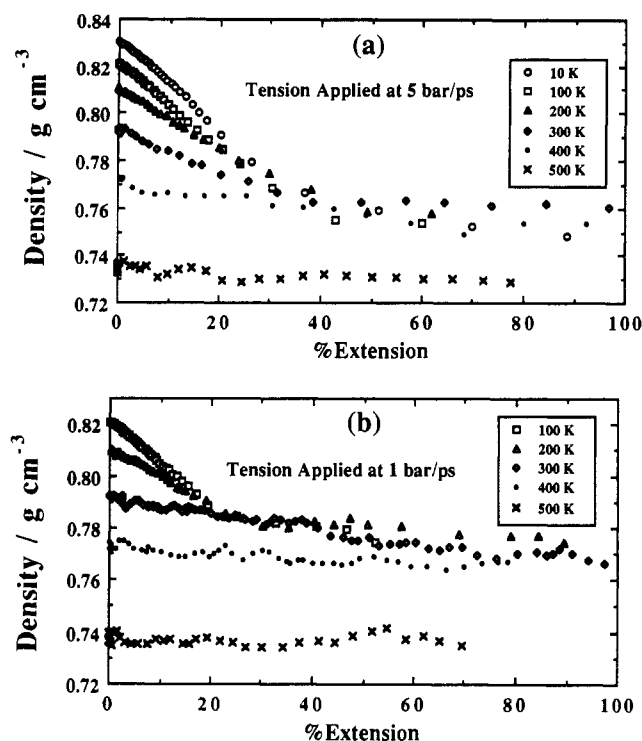 (a)
Tension Applied at 5 bar/ps
10 K
100 K
200 K
300 K
400 K
500 K
Density / g cm⁻³
0.84
0.82
0.80
0.78
0.76
0.74
0.72
0 20 40 60 80 100
%Extension
(b)
Tension Applied at 1 bar/ps
100 K
200 K
300 K
400 K
500 K
Density / g cm⁻³
0.82
0.80
0.78
0.76
0.74
0.72
0 20 40 60 80 100
%Extension